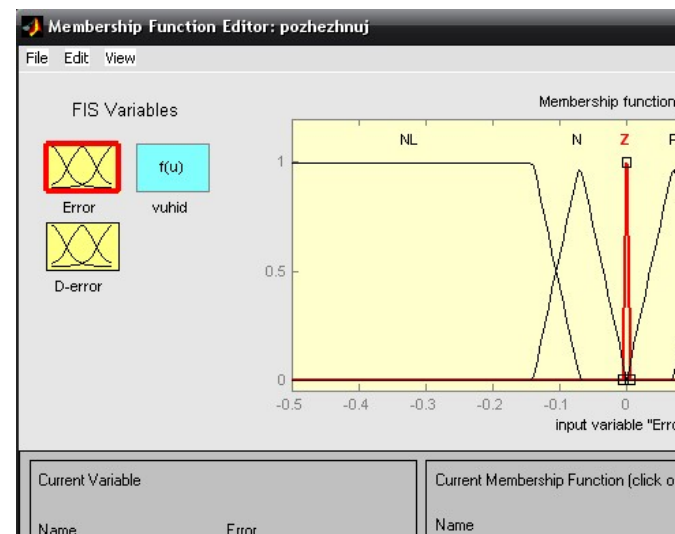 Membership Function Editor: pozhezhnuj
File Edit View
FIS Variables
Membership function
f(u)
Error vuhid
D-error
NL N Z
1
0.5
0
-0.5 -0.4 -0.3 -0.2 -0.1 0
input variable "Erro
Current Variable
Current Membership Function (click o
Name Error
Name